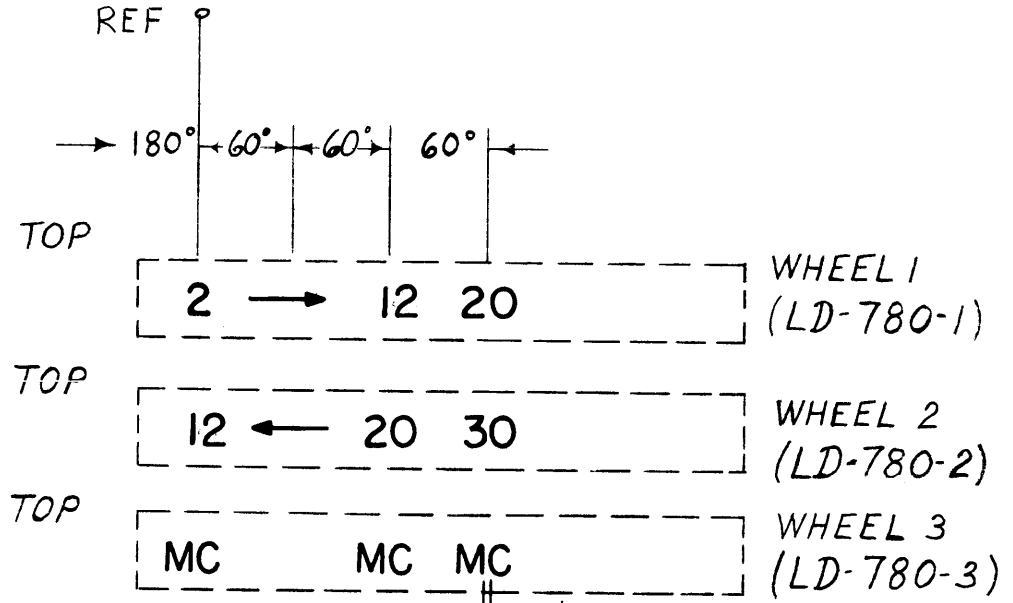 REF
180° 60° 60° 60°
TOP
2 → 12 20
WHEEL 1
(LD-780-1)
TOP
12 ← 20 30
WHEEL 2
(LD-780-2)
TOP
MC MC MC
WHEEL 3
(LD-780-3)